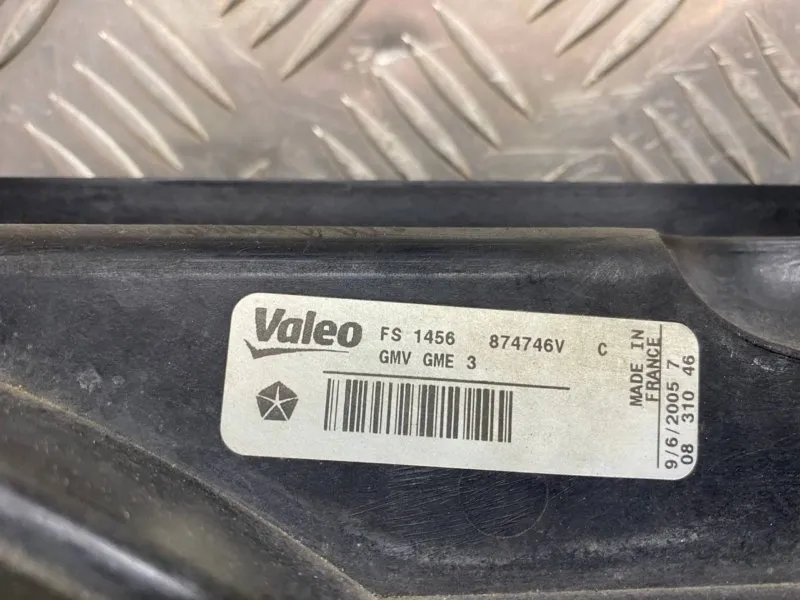 Valeo FS 1456 874746V C
GMV GME 3
MADE IN
FRANCE
9/6/2005 7
08 310 46